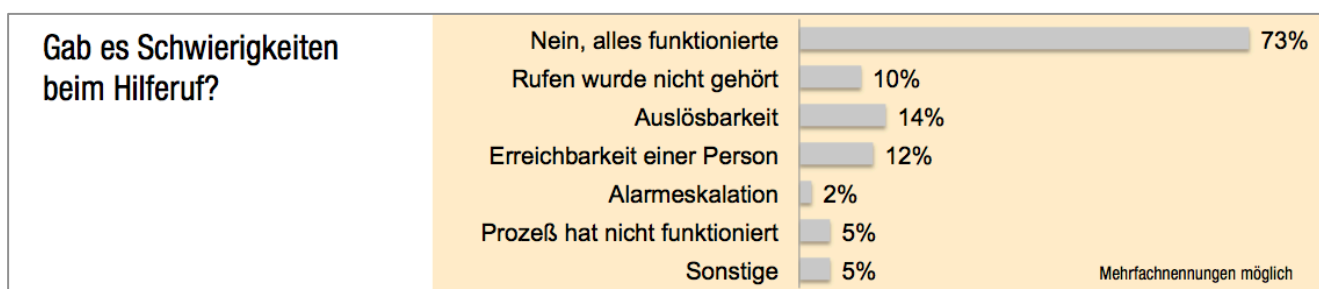 Gab es Schwierigkeiten
beim Hilferuf?
Nein, alles funktionierte 73%
Rufen wurde nicht gehört 10%
Auslösbarkeit 14%
Erreichbarkeit einer Person 12%
Alarmeskalation 2%
Prozeß hat nicht funktioniert 5%
Sonstige 5%
Mehrfachnennungen möglich